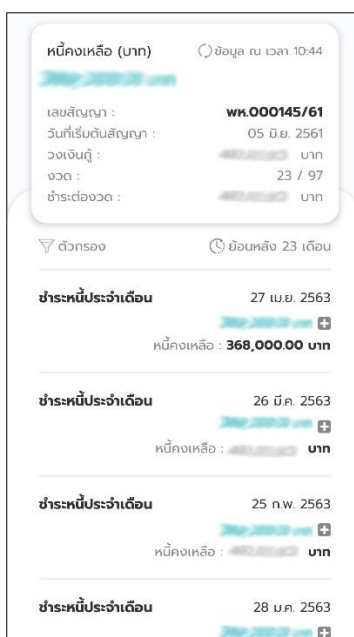 หนี้คงเหลือ (บาท) ข้อมูล ณ เวลา 10:44
เลขสัญญา : พห.000145/61
วันที่เริ่มต้นสัญญา : 05 มิ.ย. 2561
วงเงินกู้ : บาท
งวด : 23 / 97
ชำระต่องวด : บาท
ตัวกรอง ย้อนหลัง 23 เดือน
ชำระหนี้ประจำเดือน 27 เม.ย. 2563
หนี้คงเหลือ : 368,000.00 บาท
ชำระหนี้ประจำเดือน 26 มี.ค. 2563
หนี้คงเหลือ : บาท
ชำระหนี้ประจำเดือน 25 ก.พ. 2563
หนี้คงเหลือ : บาท
ชำระหนี้ประจำเดือน 28 ม.ค. 2563